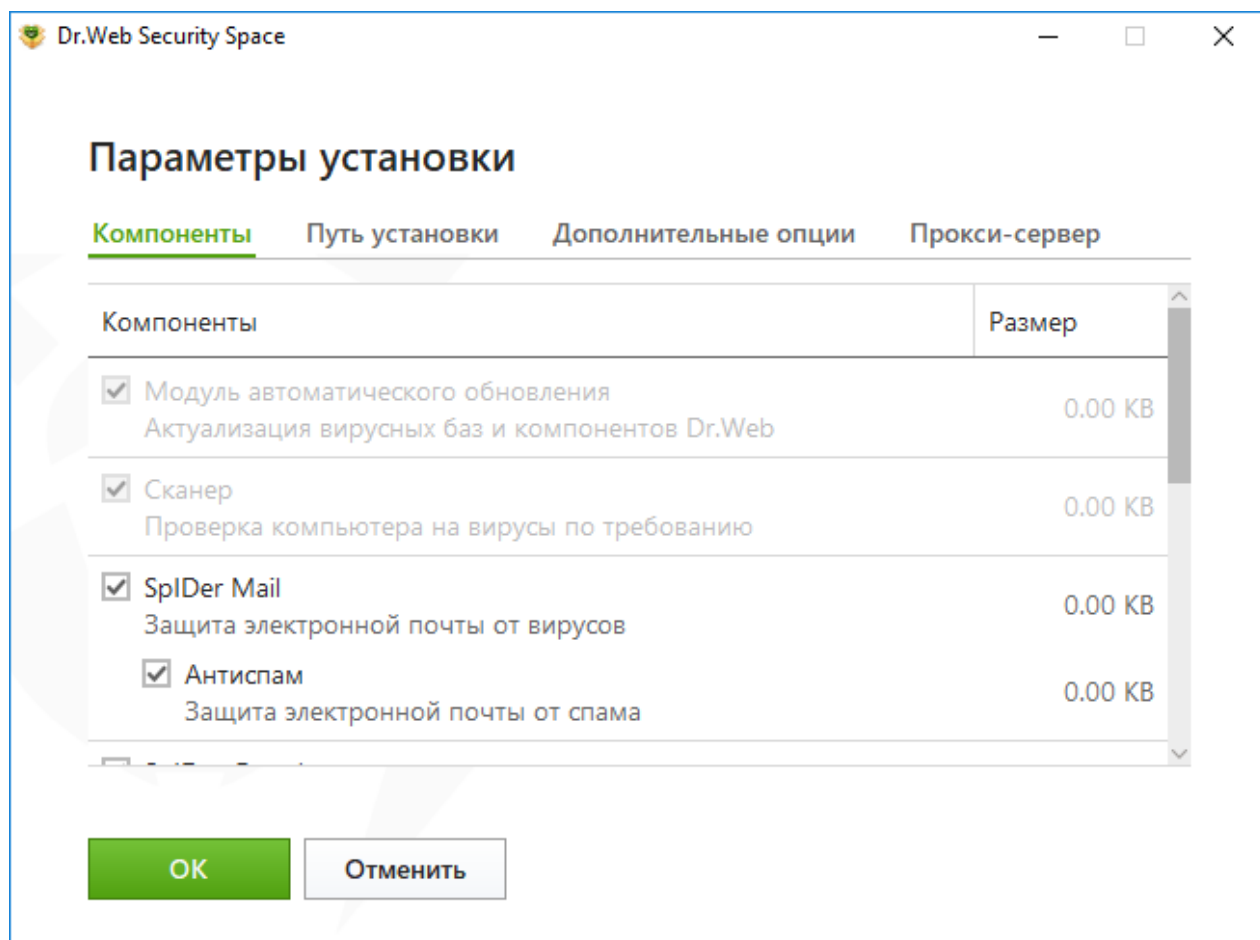 Dr.Web Security Space
Параметры установки
Компоненты Путь установки Дополнительные опции Прокси-сервер
Компоненты Размер
Модуль автоматического обновления
Актуализация вирусных баз и компонентов Dr.Web 0.00 KB
Сканер
Проверка компьютера на вирусы по требованию 0.00 KB
SpIDer Mail
Защита электронной почты от вирусов 0.00 KB
Антиспам
Защита электронной почты от спама 0.00 KB
ОК Отменить